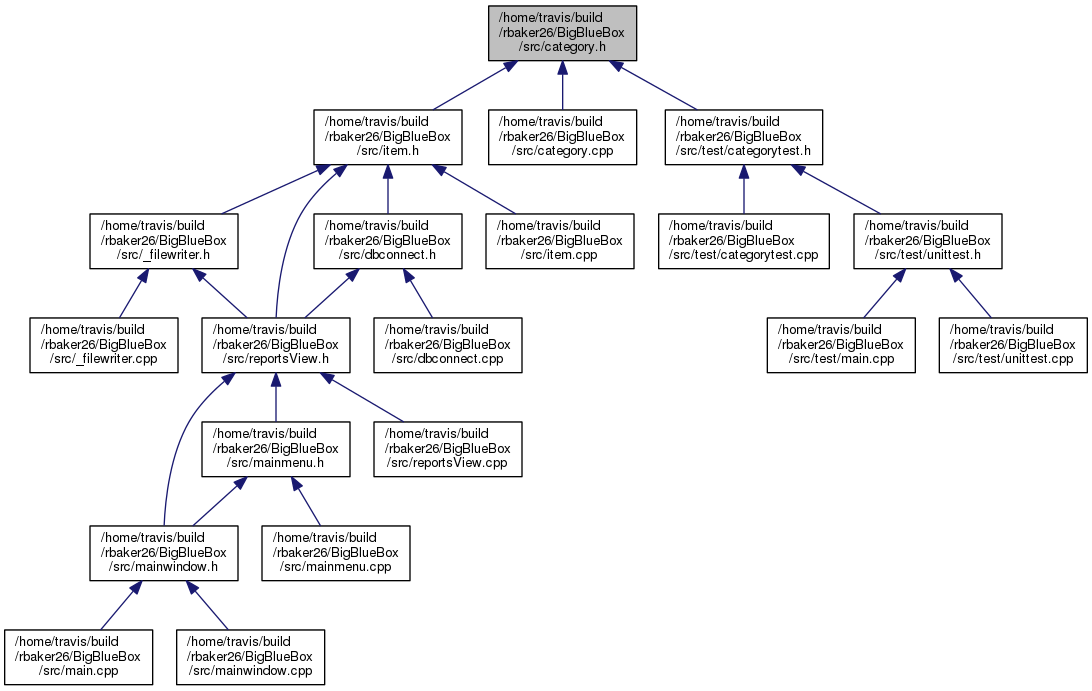 /home/travis/build
/rbaker26/BigBlueBox
/src/category.h
/home/travis/build
/rbaker26/BigBlueBox
/src/item.h
/home/travis/build
/rbaker26/BigBlueBox
/src/category.cpp
/home/travis/build
/rbaker26/BigBlueBox
/src/test/categorytest.h
/home/travis/build
/rbaker26/BigBlueBox
/src/_filewriter.h
/home/travis/build
/rbaker26/BigBlueBox
/src/dbconnect.h
/home/travis/build
/rbaker26/BigBlueBox
/src/item.cpp
/home/travis/build
/rbaker26/BigBlueBox
/src/test/categorytest.cpp
/home/travis/build
/rbaker26/BigBlueBox
/src/test/unittest.h
/home/travis/build
/rbaker26/BigBlueBox
/src/_filewriter.cpp
/home/travis/build
/rbaker26/BigBlueBox
/src/reportsView.h
/home/travis/build
/rbaker26/BigBlueBox
/src/dbconnect.cpp
/home/travis/build
/rbaker26/BigBlueBox
/src/test/main.cpp
/home/travis/build
/rbaker26/BigBlueBox
/src/test/unittest.cpp
/home/travis/build
/rbaker26/BigBlueBox
/src/mainmenu.h
/home/travis/build
/rbaker26/BigBlueBox
/src/reportsView.cpp
/home/travis/build
/rbaker26/BigBlueBox
/src/mainwindow.h
/home/travis/build
/rbaker26/BigBlueBox
/src/mainmenu.cpp
/home/travis/build
/rbaker26/BigBlueBox
/src/main.cpp
/home/travis/build
/rbaker26/BigBlueBox
/src/mainwindow.cpp